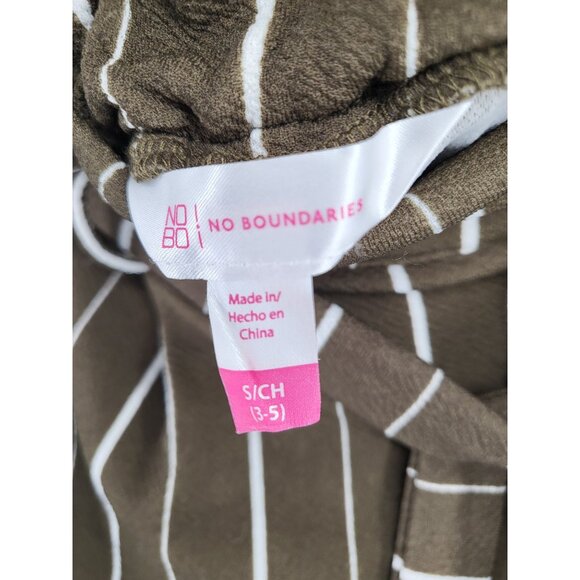 NO
BO
NO BOUNDARIES
Made in/
Hecho en
China
S/CH
(3-5)